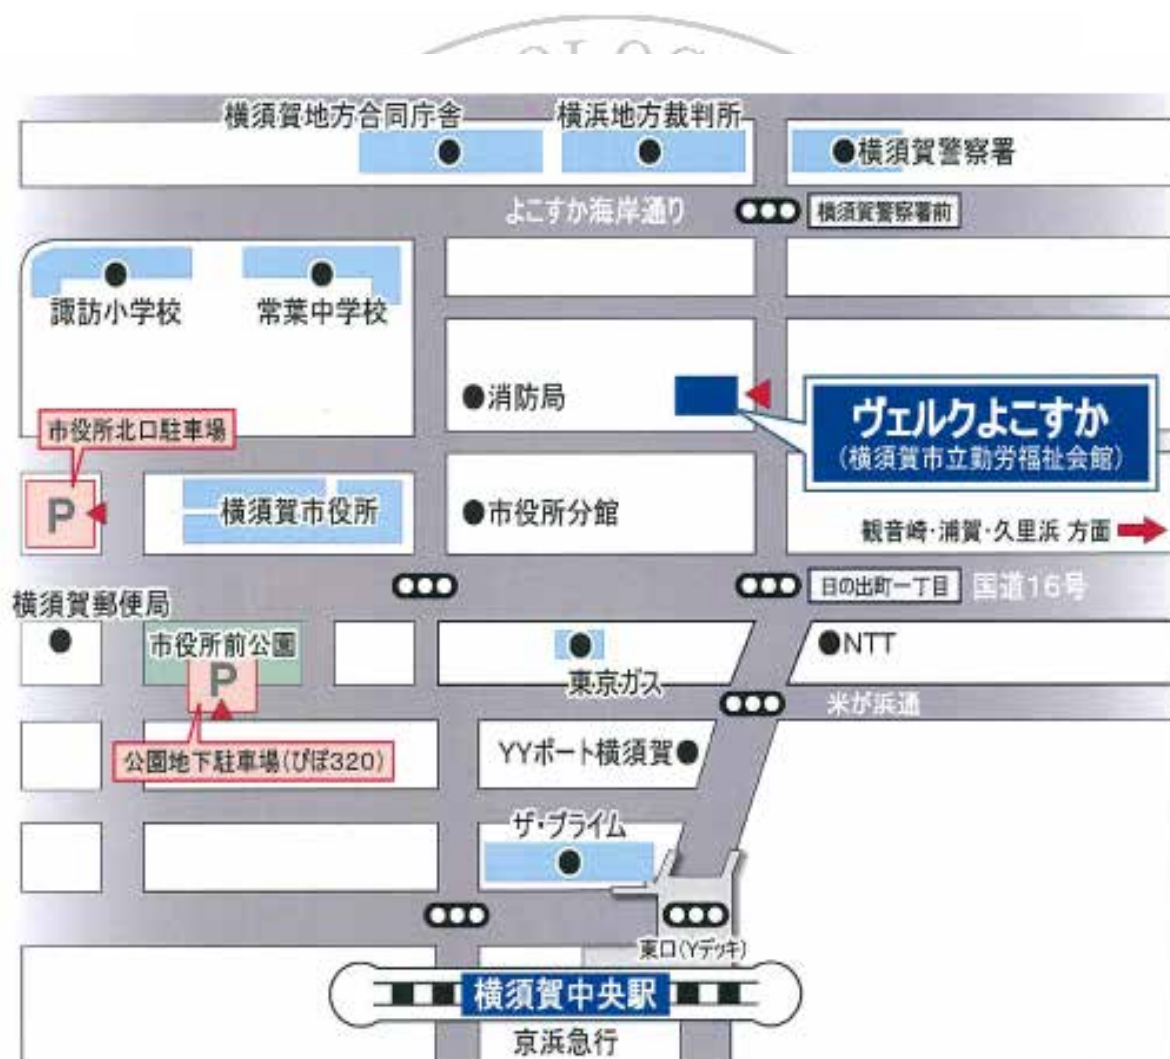 横須賀地方合同庁舎
横浜地方裁判所
横須賀警察署
よこすか海岸通り
横須賀警察署前
諏訪小学校
常葉中学校
消防局
ヴェルクよこすか
(横須賀市立勤労福祉会館)
市役所北口駐車場
P
横須賀市役所
市役所分館
観音崎・浦賀・久里浜 方面
日の出町一丁目
国道16号
横須賀郵便局
市役所前公園
P
東京ガス
NTT
米が浜通
公園地下駐車場(ぴぽ320)
YYポート横須賀
ザ・プライム
東口(Yデッキ)
横須賀中央駅
京浜急行